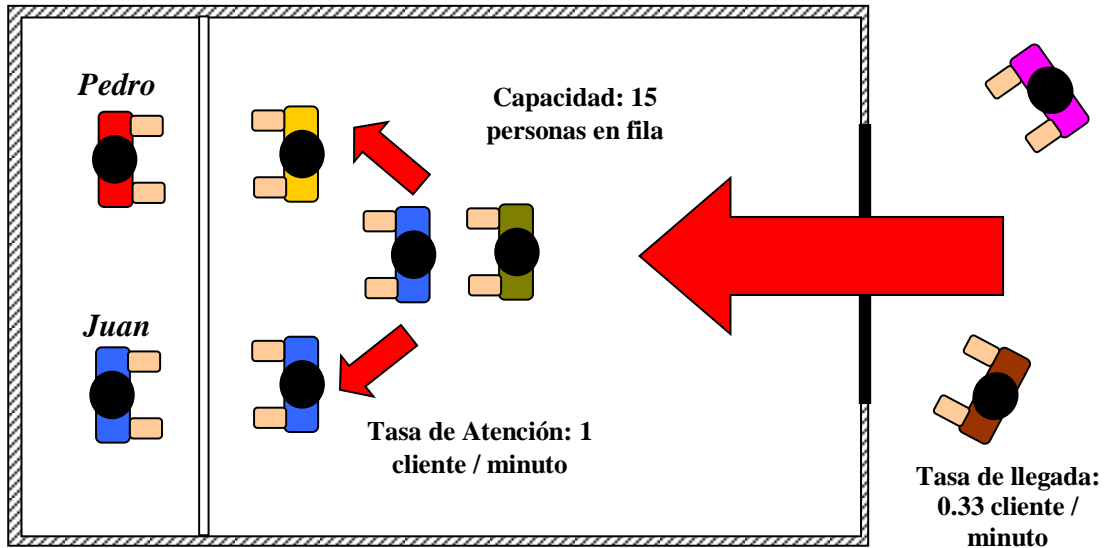 Pedro
Capacidad: 15
personas en fila
Juan
Tasa de Atención: 1
cliente / minuto
Tasa de llegada:
0.33 cliente /
minuto